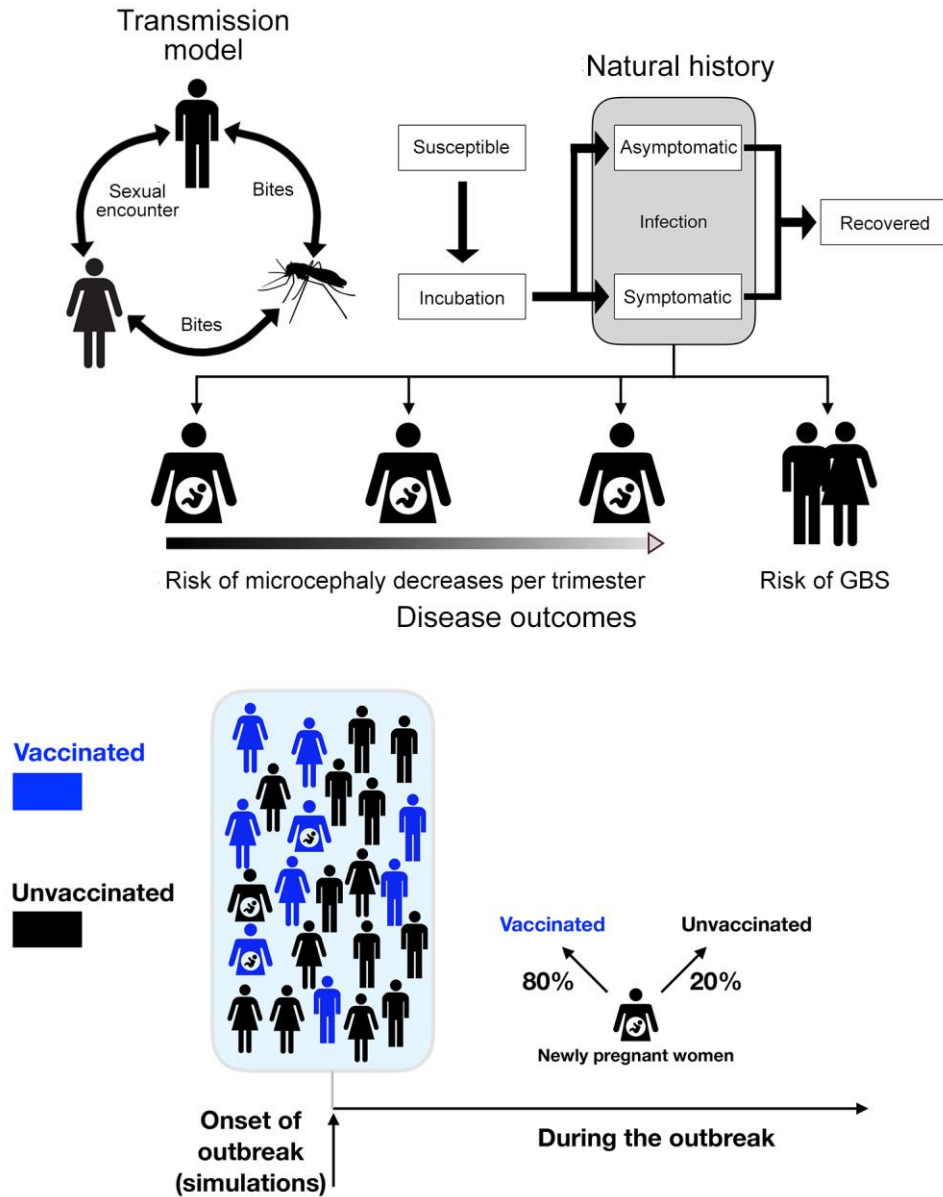 Transmission
model
Sexual
encounter
Bites
Bites
Natural history
Susceptible
Incubation
Asymptomatic
Infection
Symptomatic
Recovered
Risk of microcephaly decreases per trimester
Risk of GBS
Disease outcomes
Vaccinated
Unvaccinated
Vaccinated
Unvaccinated
80%
20%
Newly pregnant women
Onset of
outbreak
(simulations)
During the outbreak